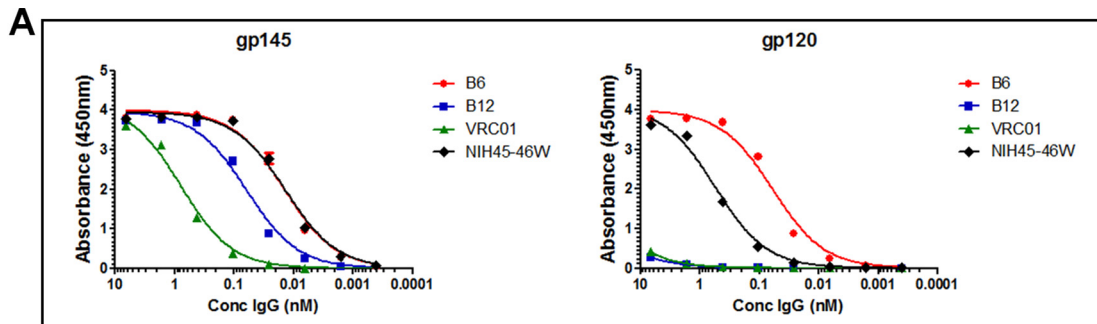 A
gp145
5
4
3
2
1
0
Absorbance (450nm)
10
1
0.1
0.01
0.001
0.0001
Conc IgG (nM)
B6
B12
VRC01
NIH45-46W
gp120
5
4
3
2
1
0
Absorbance (450nm)
10
1
0.1
0.01
0.001
0.0001
Conc IgG (nM)
B6
B12
VRC01
NIH45-46W